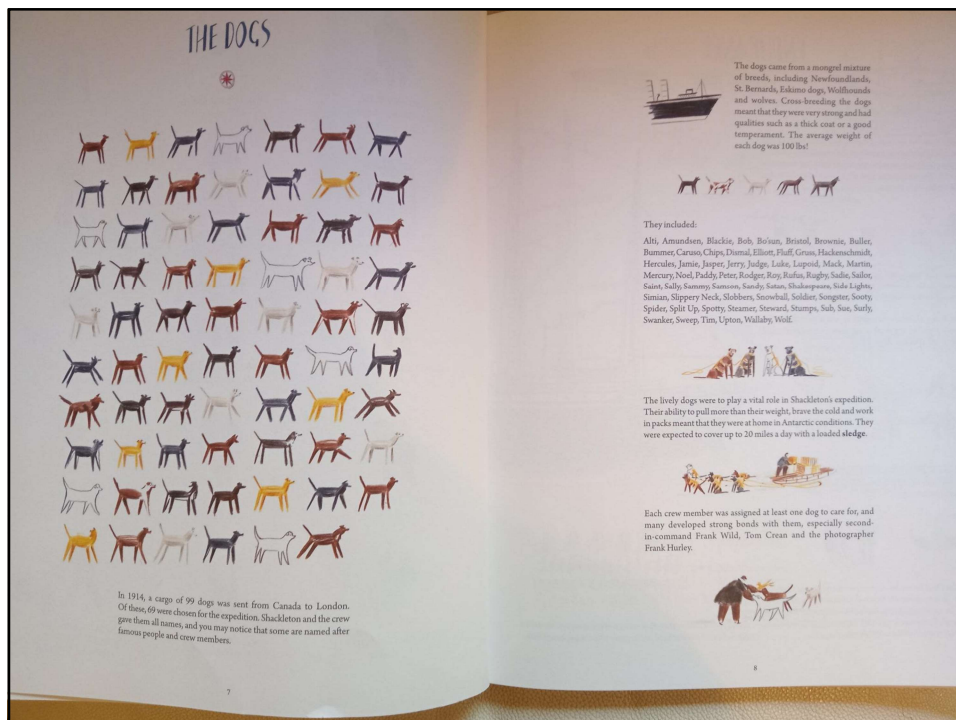 THE DOGS
In 1914, a cargo of 99 dogs was sent from Canada to London.
Of these, 69 were chosen for the expedition. Shackleton and the crew
gave them all names, and you may notice that some are named after
famous people and crew members.
7
The dogs came from a mongrel mixture
of breeds, including Newfoundlands,
St. Bernards, Eskimo dogs, Wolfhounds
and wolves. Cross-breeding the dogs
meant that they were very strong and had
qualities such as a thick coat or a good
temperament. The average weight of
each dog was 100 lbs!
They included:
Alti, Amundsen, Blackie, Bob, Bo'sun, Bristol, Brownie, Buller,
Bummer, Caruso, Chips, Dismal, Elliott, Fluff, Gruss, Hackenschmidt,
Hercules, Jamie, Jasper, Jerry, Judge, Luke, Lupoid, Mack, Martin,
Mercury, Noel, Paddy, Peter, Rodger, Roy, Rufus, Rugby, Sadie, Sailor,
Saint, Sally, Sammy, Samson, Sandy, Satan, Shakespeare, Side Lights,
Simian, Slippery Neck, Slobbers, Snowball, Soldier, Songster, Sooty,
Spider, Split Up, Spotty, Steamer, Steward, Stumps, Sub, Sue, Surly,
Swanker, Sweep, Tim, Upton, Wallaby, Wolf.
The lively dogs were to play a vital role in Shackleton's expedition.
Their ability to pull more than their weight, brave the cold and work
in packs meant that they were at home in Antarctic conditions. They
were expected to cover up to 20 miles a day with a loaded sledge.
Each crew member was assigned at least one dog to care for, and
many developed strong bonds with them, especially second-
in-command Frank Wild, Tom Crean and the photographer
Frank Hurley.
8